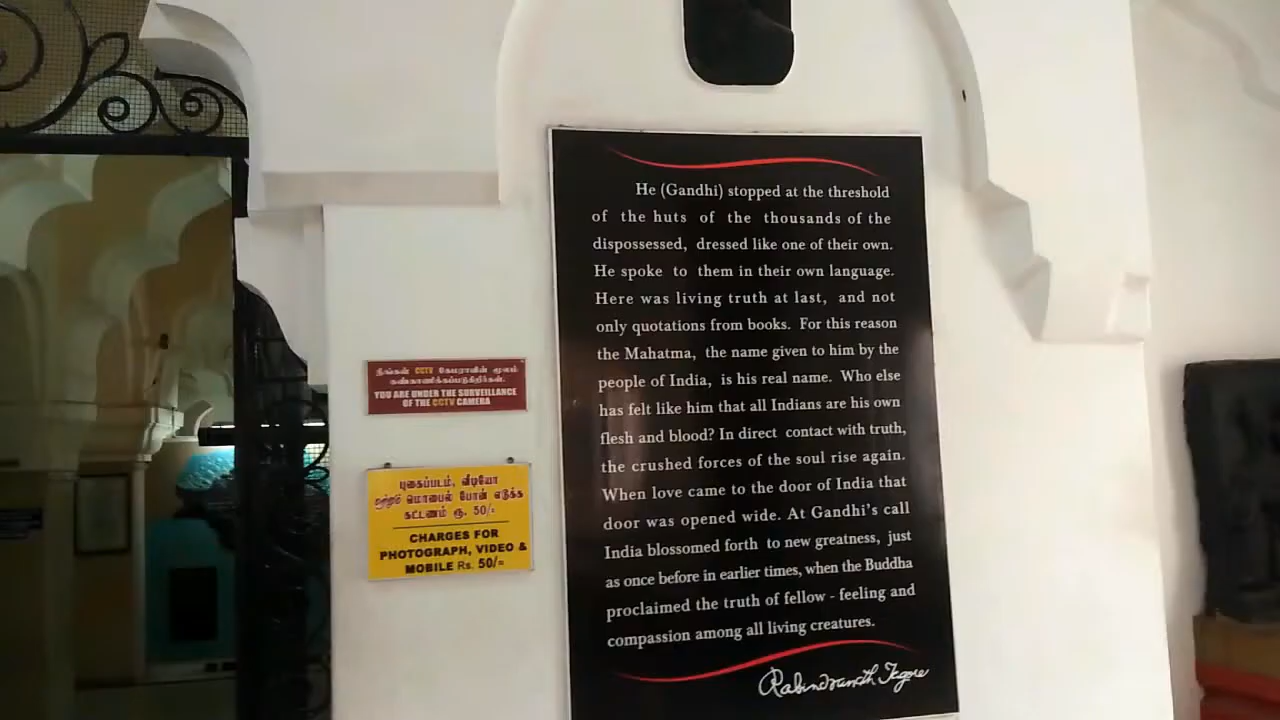 He (Gandhi) stopped at the threshold
of the huts of the thousands of the
dispossessed, dressed like one of their own.
He spoke to them in their own language.
Here was living truth at last, and not
only quotations from books. For this reason
the Mahatma, the name given to him by the
people of India, is his real name. Who else
has felt like him that all Indians are his own
flesh and blood? In direct contact with truth,
the crushed forces of the soul rise again.
When love came to the door of India that
door was opened wide. At Gandhi's call
India blossomed forth to new greatness, just
as once before in earlier times, when the Buddha
proclaimed the truth of fellow - feeling and
compassion among all living creatures.
Rabindranath Tagore
நீங்கள் CCTV கேமராவின் மூலம்
கண்காணிக்கப்படுகிறீர்கள்.
YOU ARE UNDER THE SURVEILLANCE
OF THE CCTV CAMERA
புகைப்படம், வீடியோ
மற்றும் மொபைல் போன் எடுக்க
கட்டணம் ரூ. 50/=
CHARGES FOR
PHOTOGRAPH, VIDEO &
MOBILE Rs. 50/=